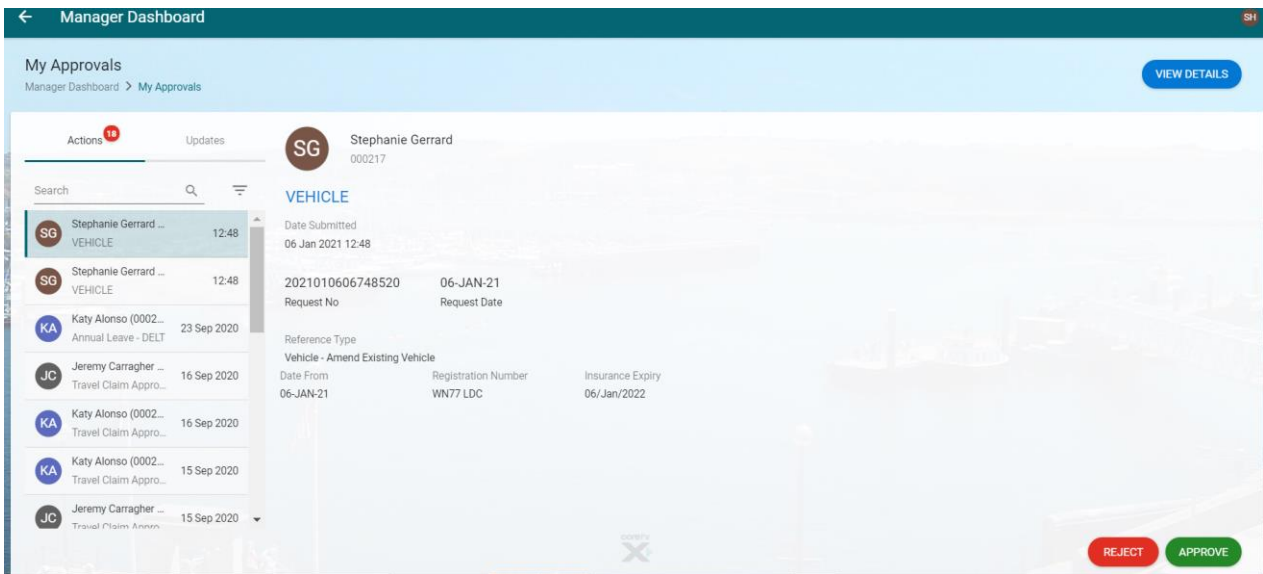 Manager Dashboard
SH
My Approvals
Manager Dashboard > My Approvals
VIEW DETAILS
Actions 18
Updates
Search
SG Stephanie Gerrard ... 12:48
VEHICLE
SG Stephanie Gerrard ... 12:48
VEHICLE
KA Katy Alonso (0002... 23 Sep 2020
Annual Leave - DELT
JC Jeremy Carragher ... 16 Sep 2020
Travel Claim Appro...
KA Katy Alonso (0002... 16 Sep 2020
Travel Claim Appro...
KA Katy Alonso (0002... 15 Sep 2020
Travel Claim Appro...
JC Jeremy Carragher ... 15 Sep 2020
Travel Claim Appro
SG Stephanie Gerrard
000217
VEHICLE
Date Submitted
06 Jan 2021 12:48
2021010606748520 06-JAN-21
Request No Request Date
Reference Type
Vehicle - Amend Existing Vehicle
Date From Registration Number Insurance Expiry
06-JAN-21 WN77 LDC 06/Jan/2022
REJECT APPROVE